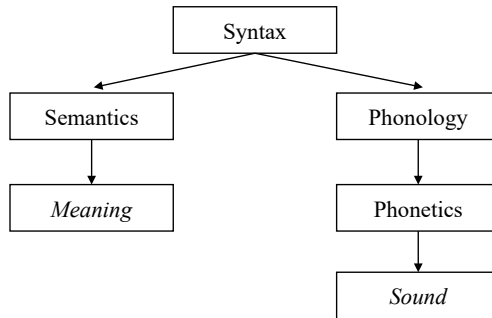 Syntax
Semantics
Phonology
Meaning
Phonetics
Sound